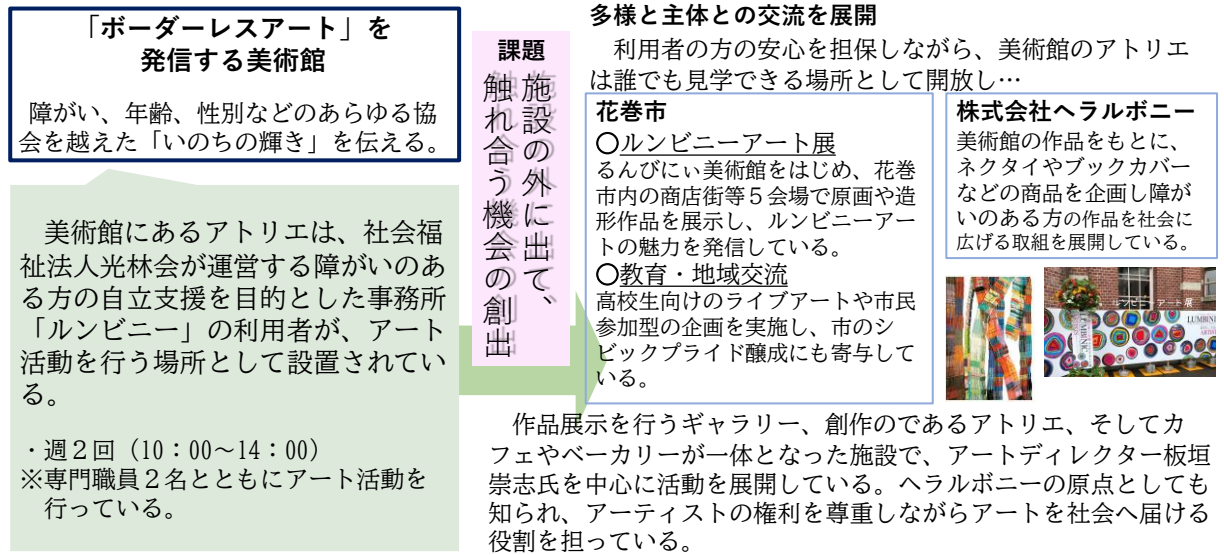 「ボーダーレスアート」を
発信する美術館
障がい、年齢、性別などのあらゆる協
会を越えた「いのちの輝き」を伝える。
美術館にあるアトリエは、社会福
祉法人光林会が運営する障がいのあ
る方の自立支援を目的とした事務所
「ルンビニー」の利用者が、アート
活動を行う場所として設置されてい
る。
・週２回（10：00～14：00）
※専門職員２名とともにアート活動を
行っている。
課題
施設の外に出て、
触れ合う機会の創出
多様と主体との交流を展開
利用者の方の安心を担保しながら、美術館のアトリエ
は誰でも見学できる場所として開放し…
花巻市
〇ルンビニーアート展
るんびにぃ美術館をはじめ、花巻
市内の商店街等５会場で原画や造
形作品を展示し、ルンビニーアー
トの魅力を発信している。
〇教育・地域交流
高校生向けのライブアートや市民
参加型の企画を実施し、市のシ
ビックプライド醸成にも寄与して
いる。
株式会社ヘラルボニー
美術館の作品をもとに、
ネクタイやブックカバー
などの商品を企画し障が
いのある方の作品を社会に
広げる取組を展開している。
ルンビニーアート展
LUMBINI
作品展示を行うギャラリー、創作のであるアトリエ、そしてカ
フェやベーカリーが一体となった施設で、アートディレクター板垣
崇志氏を中心に活動を展開している。ヘラルボニーの原点としても
知られ、アーティストの権利を尊重しながらアートを社会へ届ける
役割を担っている。